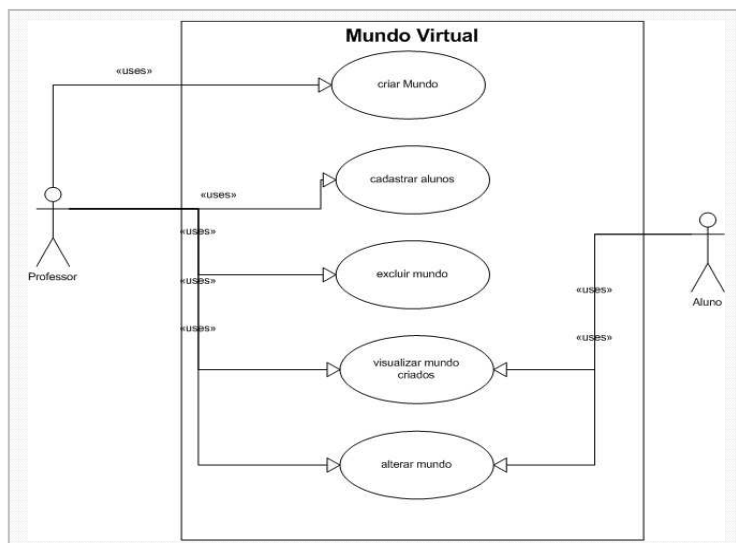 Mundo Virtual
«uses»
criar Mundo
cadastrar alunos
«uses»
«uses»
Professor
excluir mundo
«uses»
«uses»
Aluno
«uses»
«uses»
visualizar mundo
criados
alterar mundo